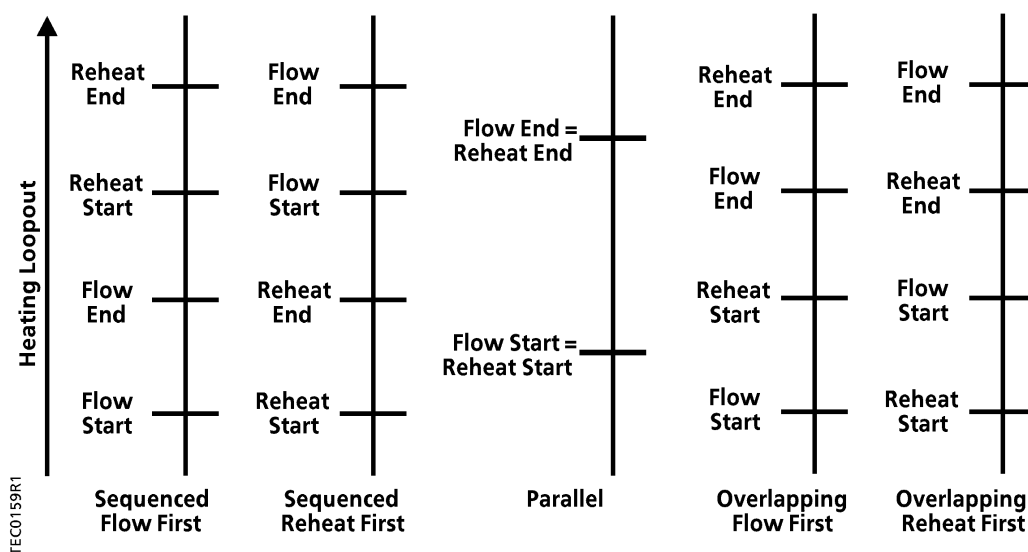 Heating Loopout
TEC0159R1
Reheat
End
Reheat
Start
Flow
End
Flow
Start
Sequenced
Flow First
Flow
End
Flow
Start
Reheat
End
Reheat
Start
Sequenced
Reheat First
Flow End =
Reheat End
Flow Start =
Reheat Start
Parallel
Reheat
End
Flow
End
Reheat
Start
Flow
Start
Overlapping
Flow First
Flow
End
Reheat
End
Flow
Start
Reheat
Start
Overlapping
Reheat First